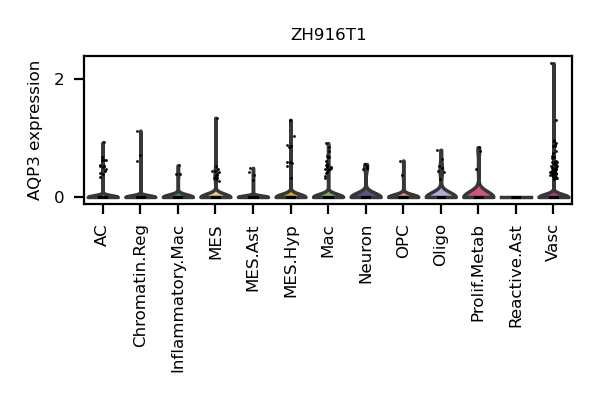 ZH916T1
AQP3 expression
2
0
AC
Chromatin.Reg
Inflammatory.Mac
MES
MES.Ast
MES.Hyp
Mac
Neuron
OPC
Oligo
Prolif.Metab
Reactive.Ast
Vasc